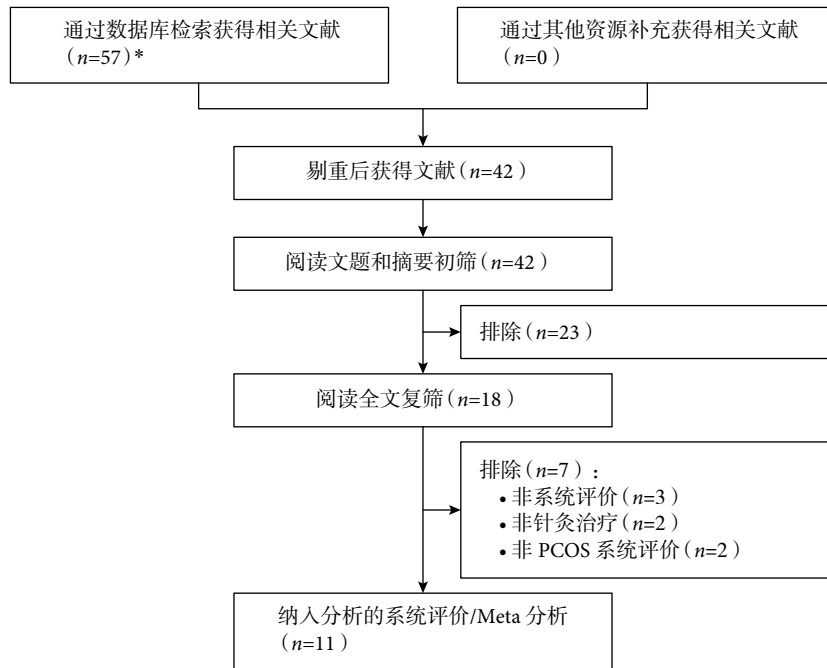 通过数据库检索获得相关文献
(n=57)*
通过其他资源补充获得相关文献
(n=0)
剔重后获得文献(n=42)
阅读文题和摘要初筛(n=42)
排除(n=23)
阅读全文复筛(n=18)
排除(n=7)：
• 非系统评价(n=3)
• 非针灸治疗(n=2)
• 非 PCOS 系统评价(n=2)
纳入分析的系统评价/Meta 分析
(n=11)